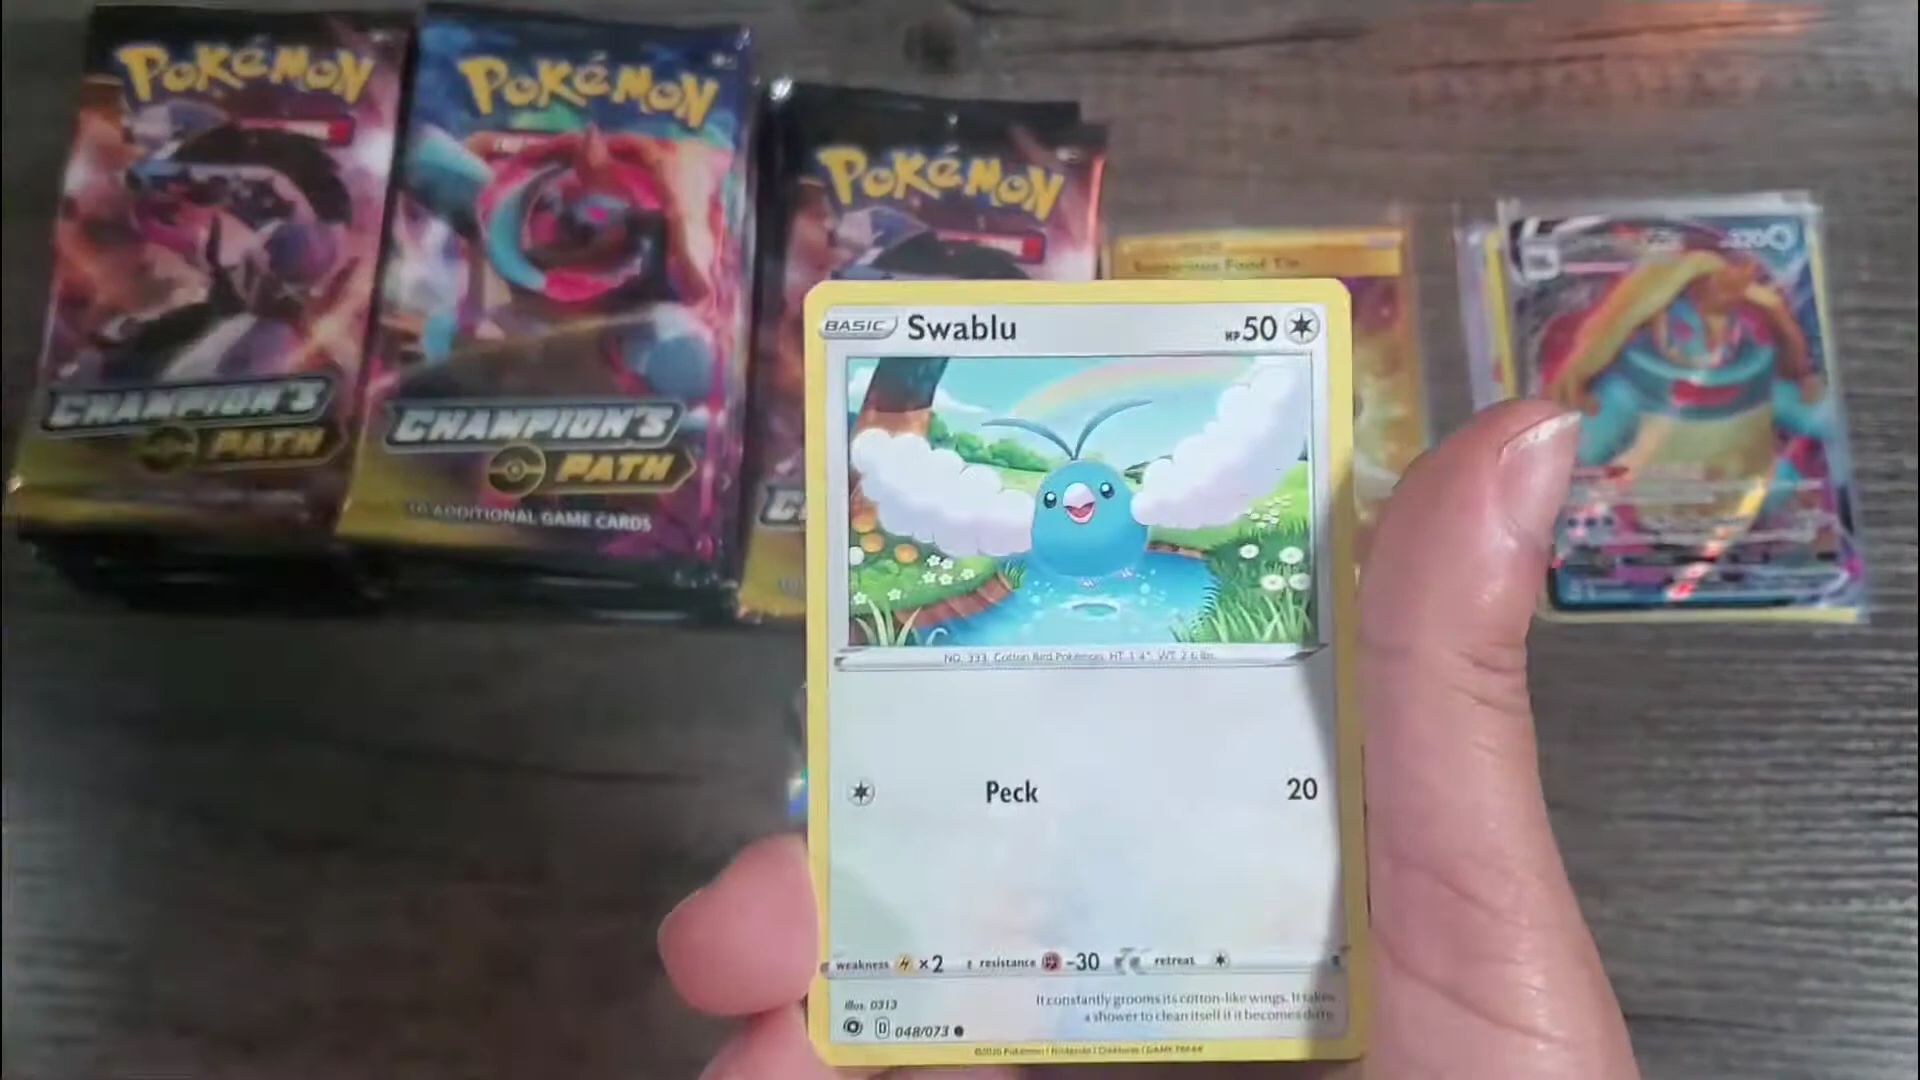 POKéMON
CHAMPION'S
PATH
POKéMON
CHAMPION'S
PATH
10 ADDITIONAL GAME CARDS
POKéMON
BASIC Swablu HP 50
NO. 333 Cotton Bird Pokémon HT: 1'4" WT: 2.6 lbs.
Peck 20
weakness ×2 resistance -30 retreat
Illus. 0313
It constantly grooms its cotton-like wings. It takes
a shower to clean itself if it becomes dirty.
D 048/073
©2020 Pokémon / Nintendo / Creatures / GAME FREAK
320